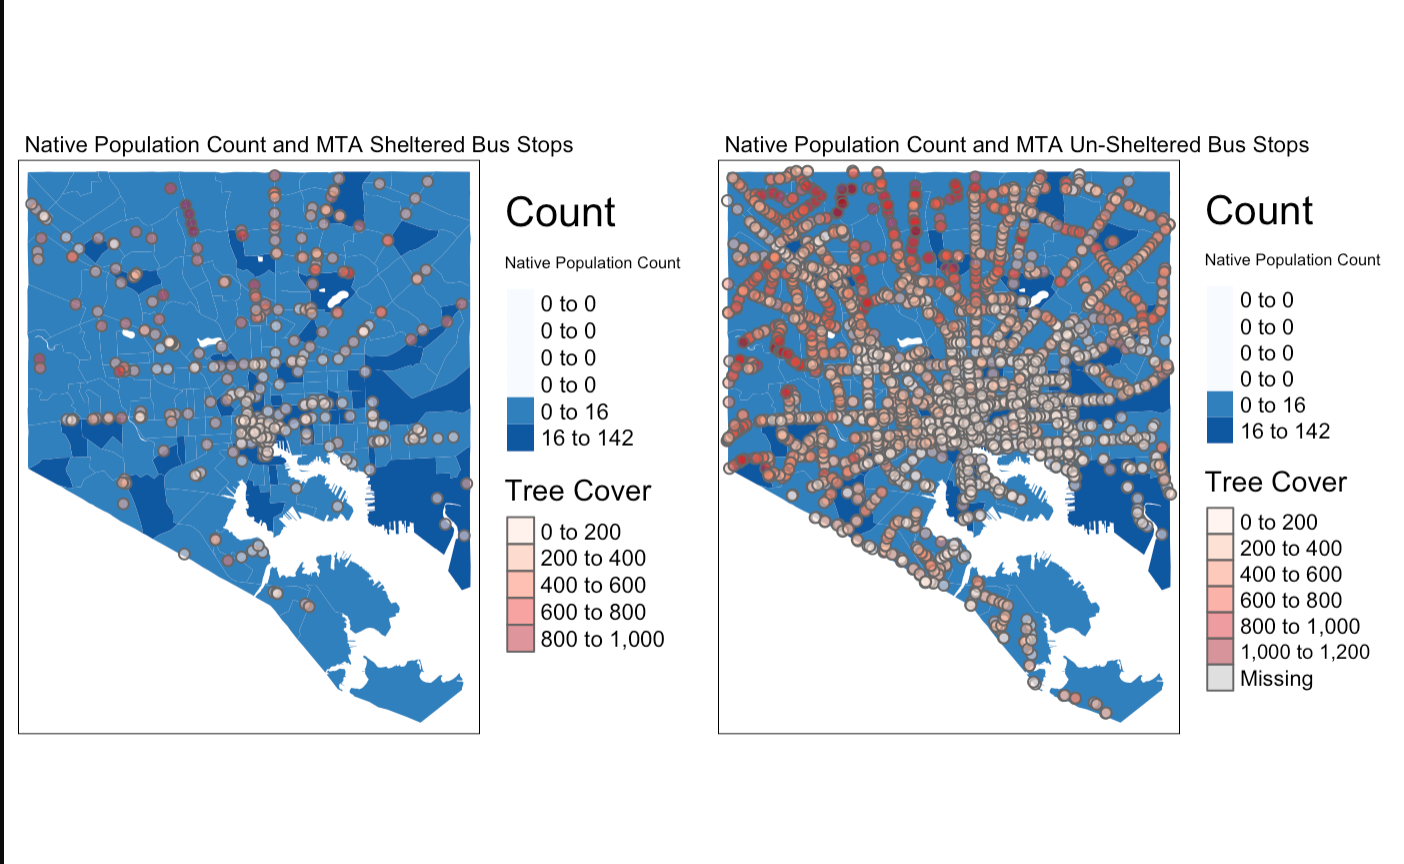 Native Population Count and MTA Sheltered Bus Stops
Count
Native Population Count
0 to 0
0 to 0
0 to 0
0 to 0
0 to 16
16 to 142
Tree Cover
0 to 200
200 to 400
400 to 600
600 to 800
800 to 1,000
Native Population Count and MTA Un-Sheltered Bus Stops
Count
Native Population Count
0 to 0
0 to 0
0 to 0
0 to 0
0 to 16
16 to 142
Tree Cover
0 to 200
200 to 400
400 to 600
600 to 800
800 to 1,000
1,000 to 1,200
Missing